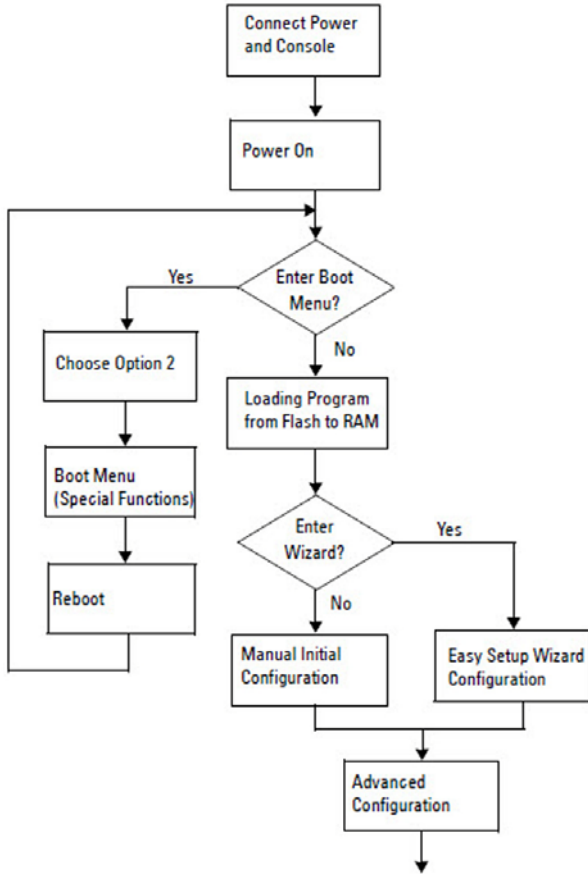 Connect Power
and Console
Power On
Enter Boot
Menu?
Yes
No
Choose Option 2
Loading Program
from Flash to RAM
Boot Menu
(Special Functions)
Enter
Wizard?
Yes
No
Reboot
Manual Initial
Configuration
Easy Setup Wizard
Configuration
Advanced
Configuration